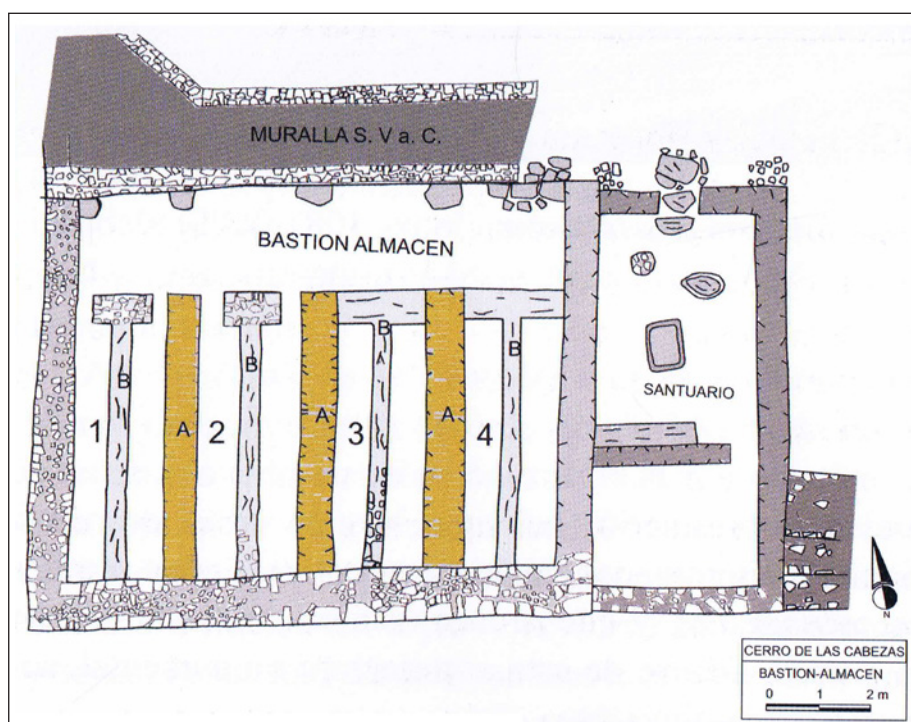 MURALLA S. V a. C.
BASTION ALMACEN
SANTUARIO
B
B
B
B
1
A
2
A
3
A
4
CERRO DE LAS CABEZAS
BASTION-ALMACEN
0 1 2 m